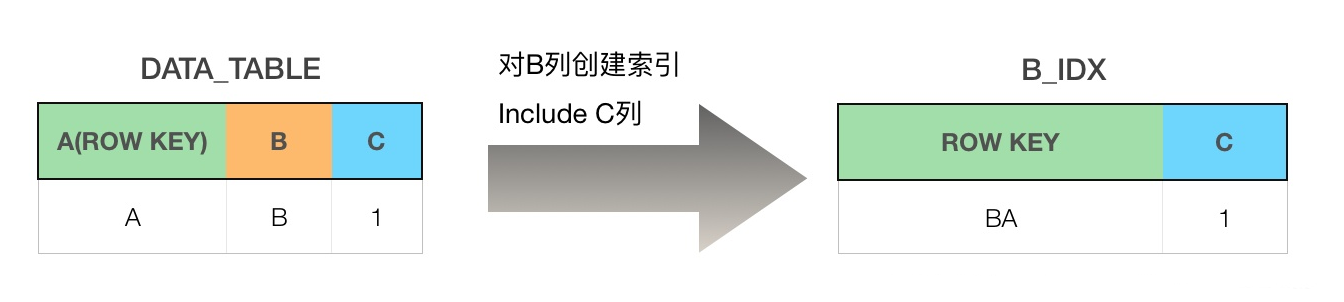 DATA_TABLE
A(ROW KEY) B C
A B 1
对B列创建索引
Include C列
B_IDX
ROW KEY C
BA 1